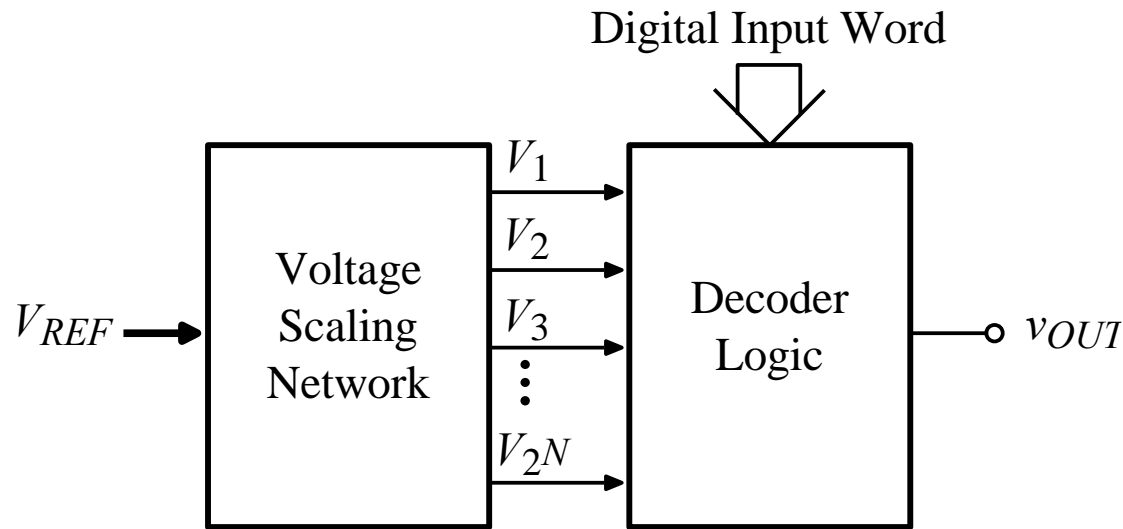 Digital Input Word
V1
V2
Voltage
Scaling
Network
Decoder
Logic
VREF
V3
vOUT
V2N